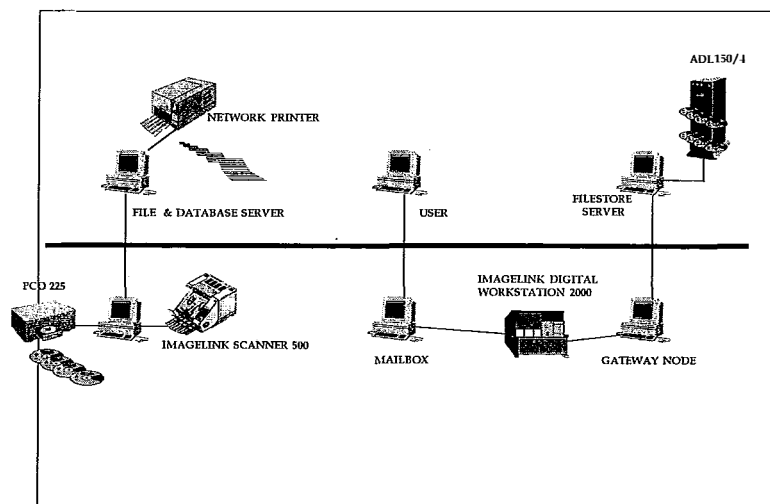 ADL150/4
NETWORK PRINTER
FILE & DATABASE SERVER
USER
FILESTORE
SERVER
PCD 225
IMAGELINK DIGITAL
WORKSTATION 2000
IMAGELINK SCANNER 500
MAILBOX
GATEWAY NODE